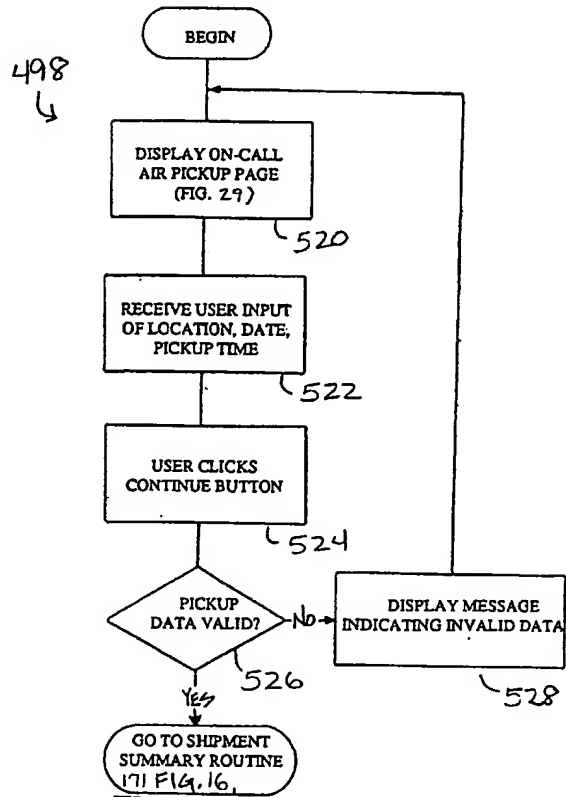 BEGIN
498
DISPLAY ON-CALL
AIR PICKUP PAGE
(FIG. 29)
520
RECEIVE USER INPUT
OF LOCATION, DATE,
PICKUP TIME
522
USER CLICKS
CONTINUE BUTTON
524
PICKUP
DATA VALID?
NO
526
YES
DISPLAY MESSAGE
INDICATING INVALID DATA
528
GO TO SHIPMENT
SUMMARY ROUTINE
171 FIG. 16.